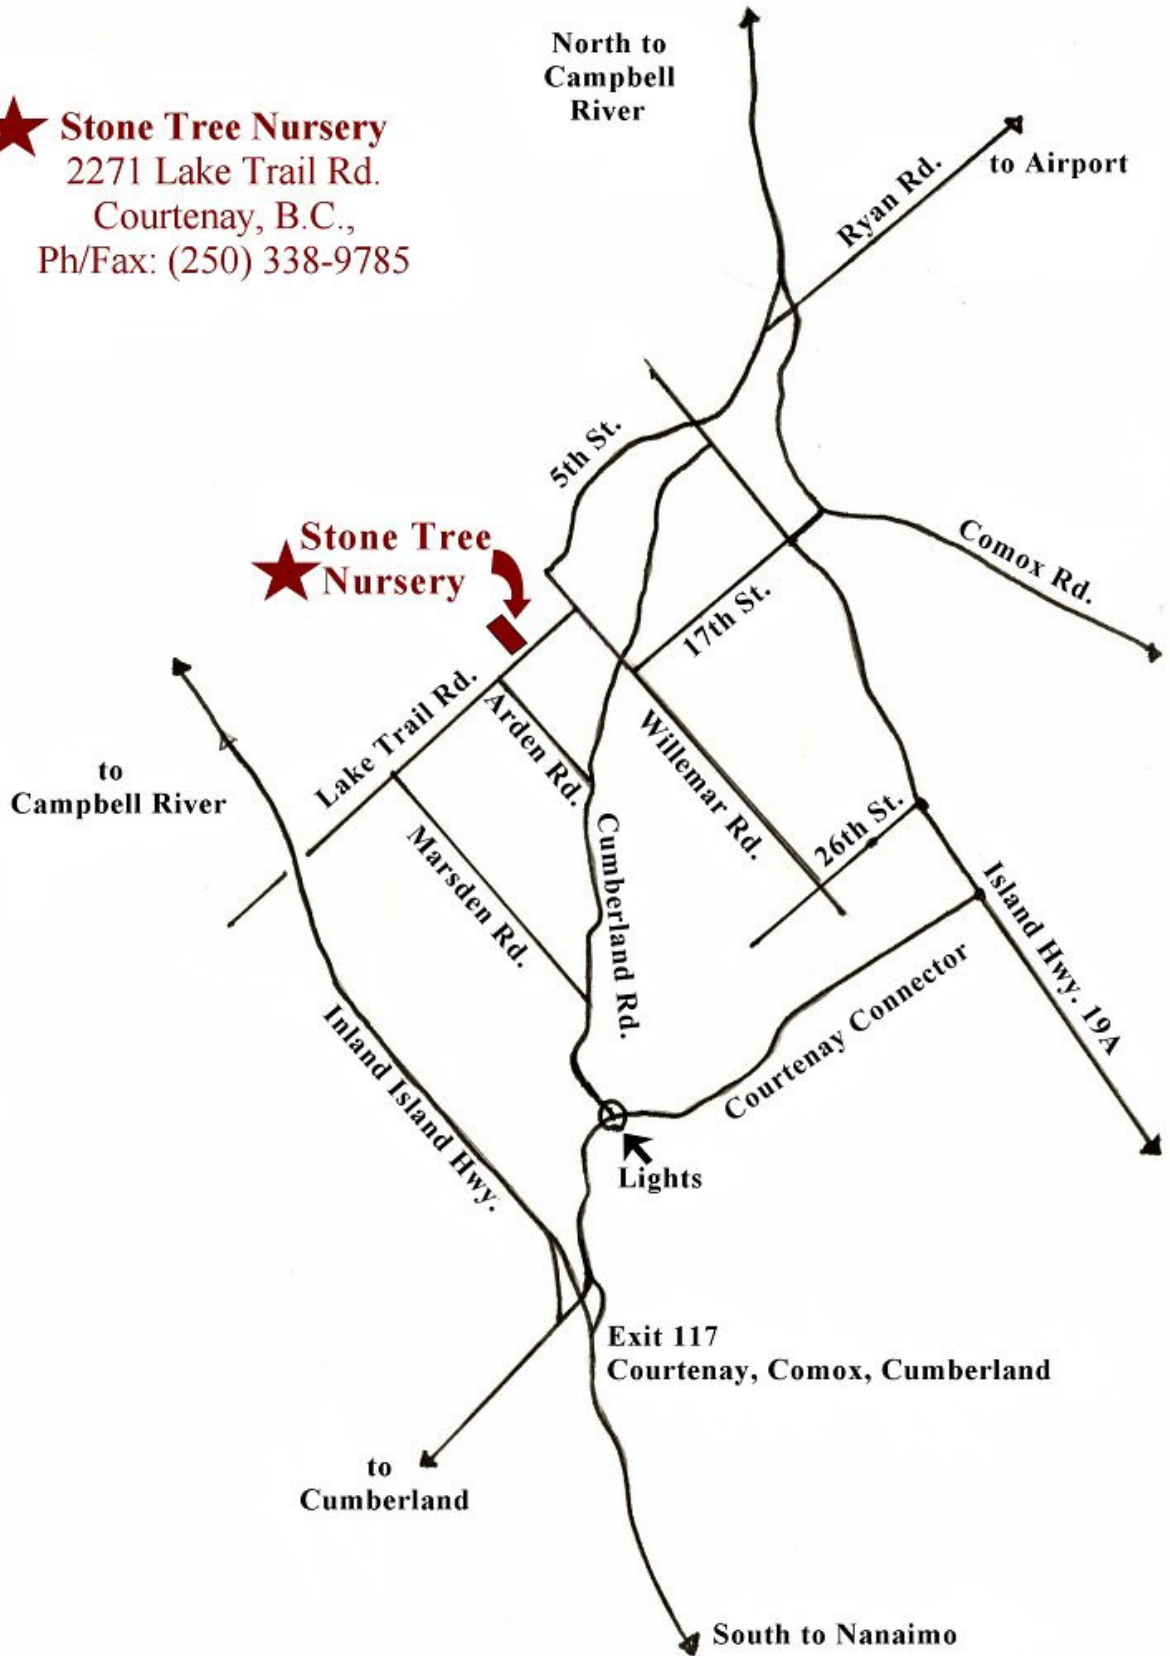 North to
Campbell
River
Stone Tree Nursery
2271 Lake Trail Rd.
Courtenay, B.C.,
Ph/Fax: (250) 338-9785
to Airport
Ryan Rd.
5th St.
Stone Tree
Nursery
Comox Rd.
17th St.
Lake Trail Rd.
Arden Rd.
Willemar Rd.
to
Campbell River
26th St.
Marsden Rd.
Cumberland Rd.
Island Hwy. 19A
Courtenay Connector
Inland Island Hwy.
Lights
Exit 117
Courtenay, Comox, Cumberland
to
Cumberland
South to Nanaimo